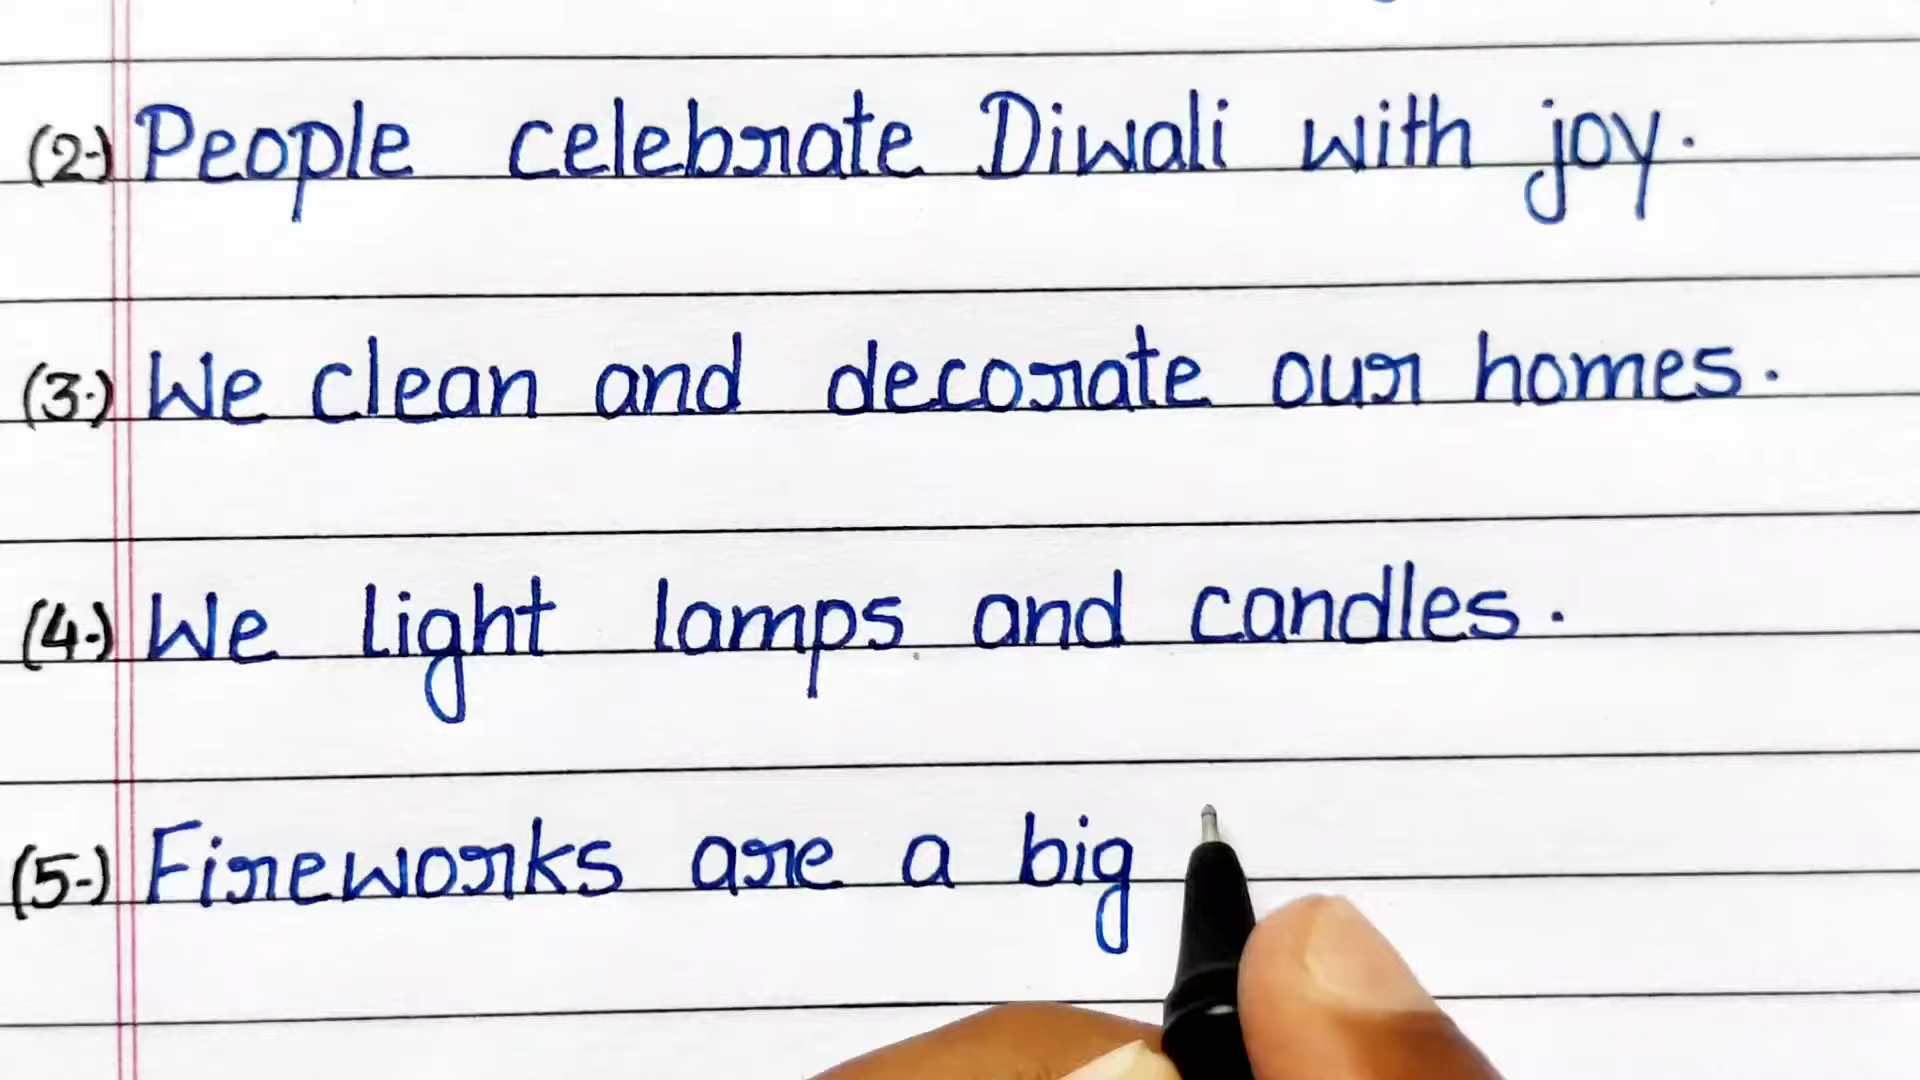 (2.) People celebrate Diwali with joy.
(3.) We clean and decorate our homes.
(4.) We light lamps and candles.
(5.) Fireworks are a big